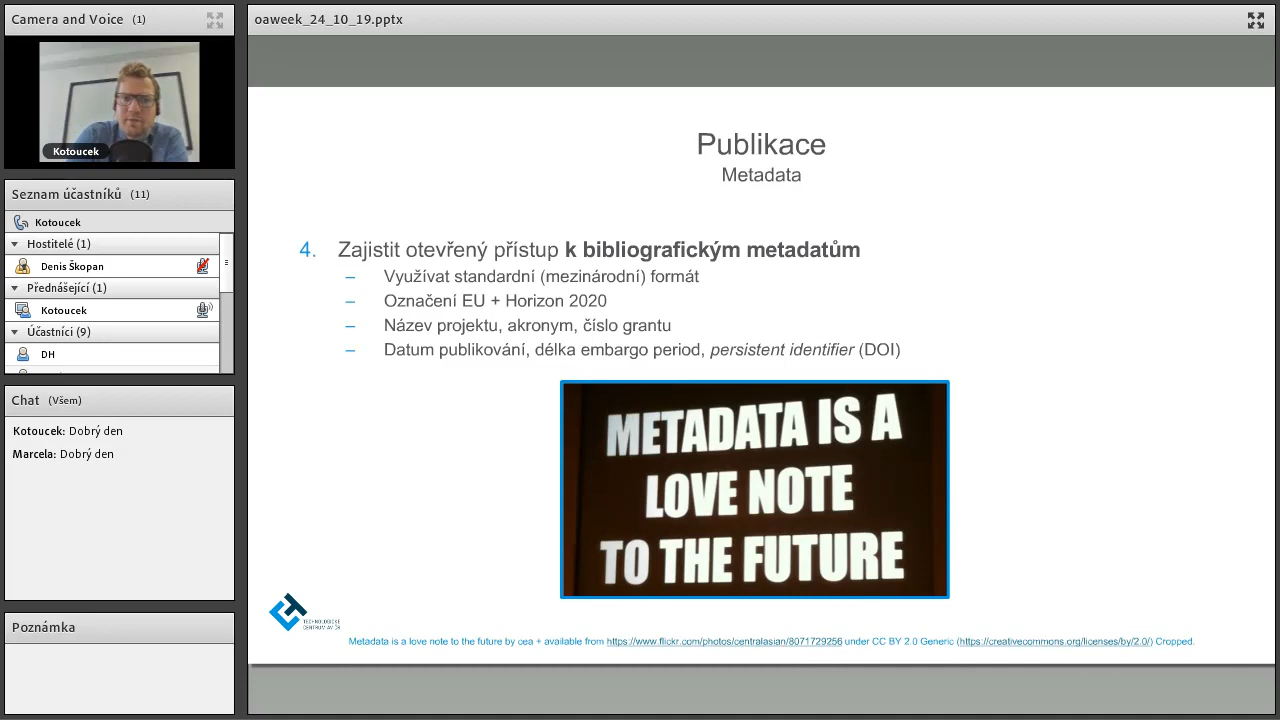 Camera and Voice (1)
Kotoucek
Seznam účastníků (11)
Kotoucek
Hostitelé (1)
Denis Škopan
Přednášející (1)
Kotoucek
Účastníci (9)
DH
Chat (Všem)
Kotoucek: Dobrý den
Marcela: Dobrý den
Poznámka
oaweek_24_10_19.pptx
Publikace
Metadata
4. Zajistit otevřený přístup k bibliografickým metadatům
– Využívat standardní (mezinárodní) formát
– Označení EU + Horizon 2020
– Název projektu, akronym, číslo grantu
– Datum publikování, délka embargo period, persistent identifier (DOI)
METADATA IS A
LOVE NOTE
TO THE FUTURE
TECHNOLOGICKÉ
CENTRUM AV ČR
Metadata is a love note to the future by cea + available from https://www.flickr.com/photos/centralasian/8071729256 under CC BY 2.0 Generic (https://creativecommons.org/licenses/by/2.0/) Cropped.